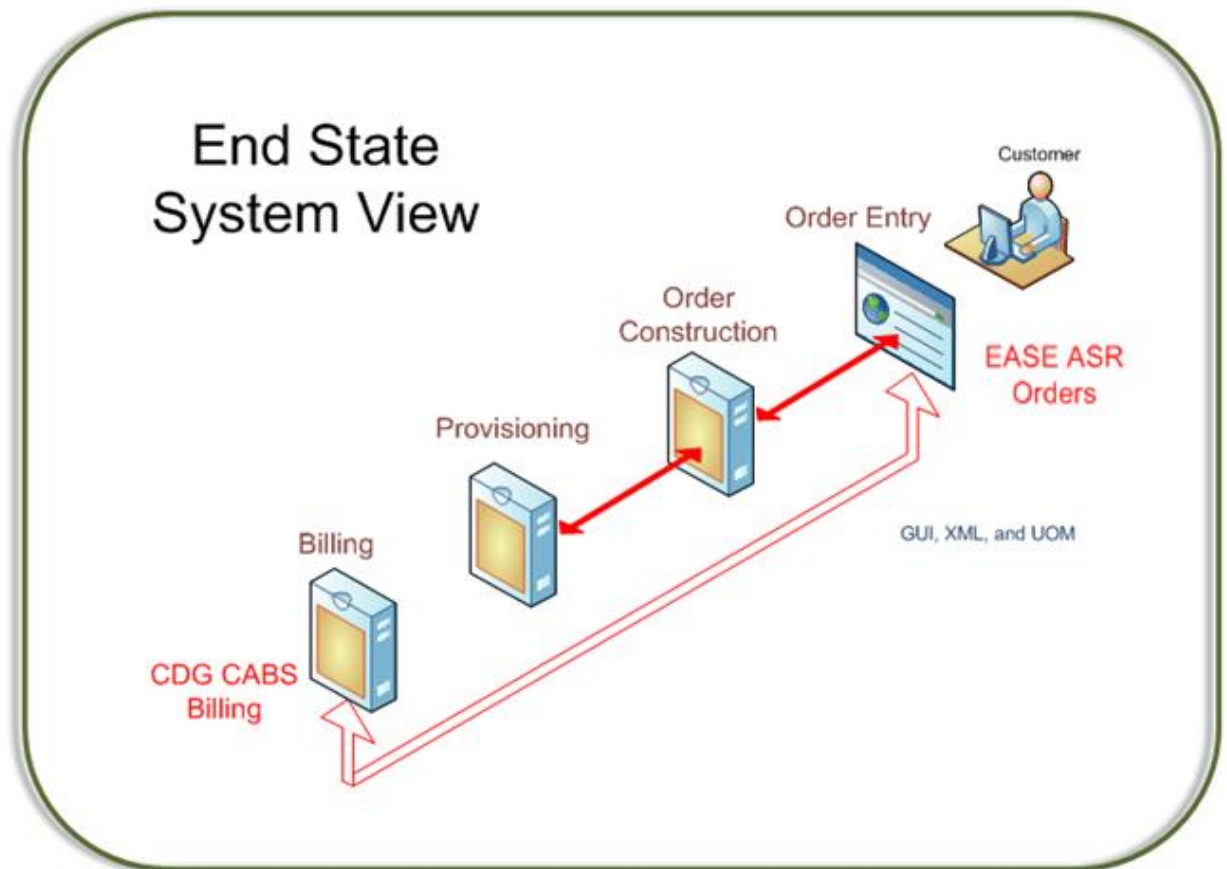 End State
System View
Customer
Order Entry
Order
Construction
EASE ASR
Orders
Provisioning
GUI, XML, and UOM
Billing
CDG CABS
Billing